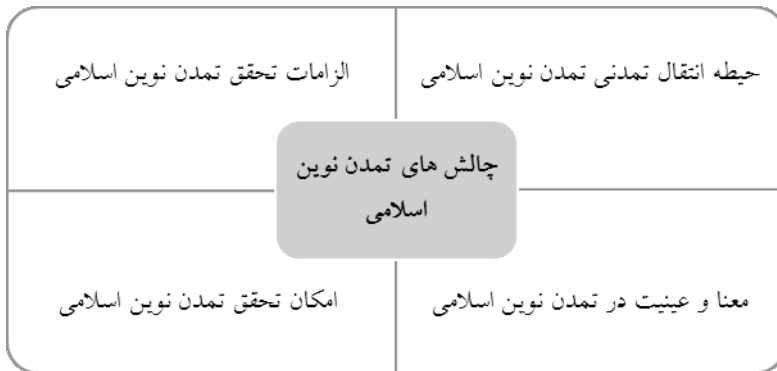 حیطه انتقال تمدنی تمدن نوین اسلامی
الزامات تحقق تمدن نوین اسلامی
چالش های تمدن نوین
اسلامی
معنا و عینیت در تمدن نوین اسلامی
امکان تحقق تمدن نوین اسلامی